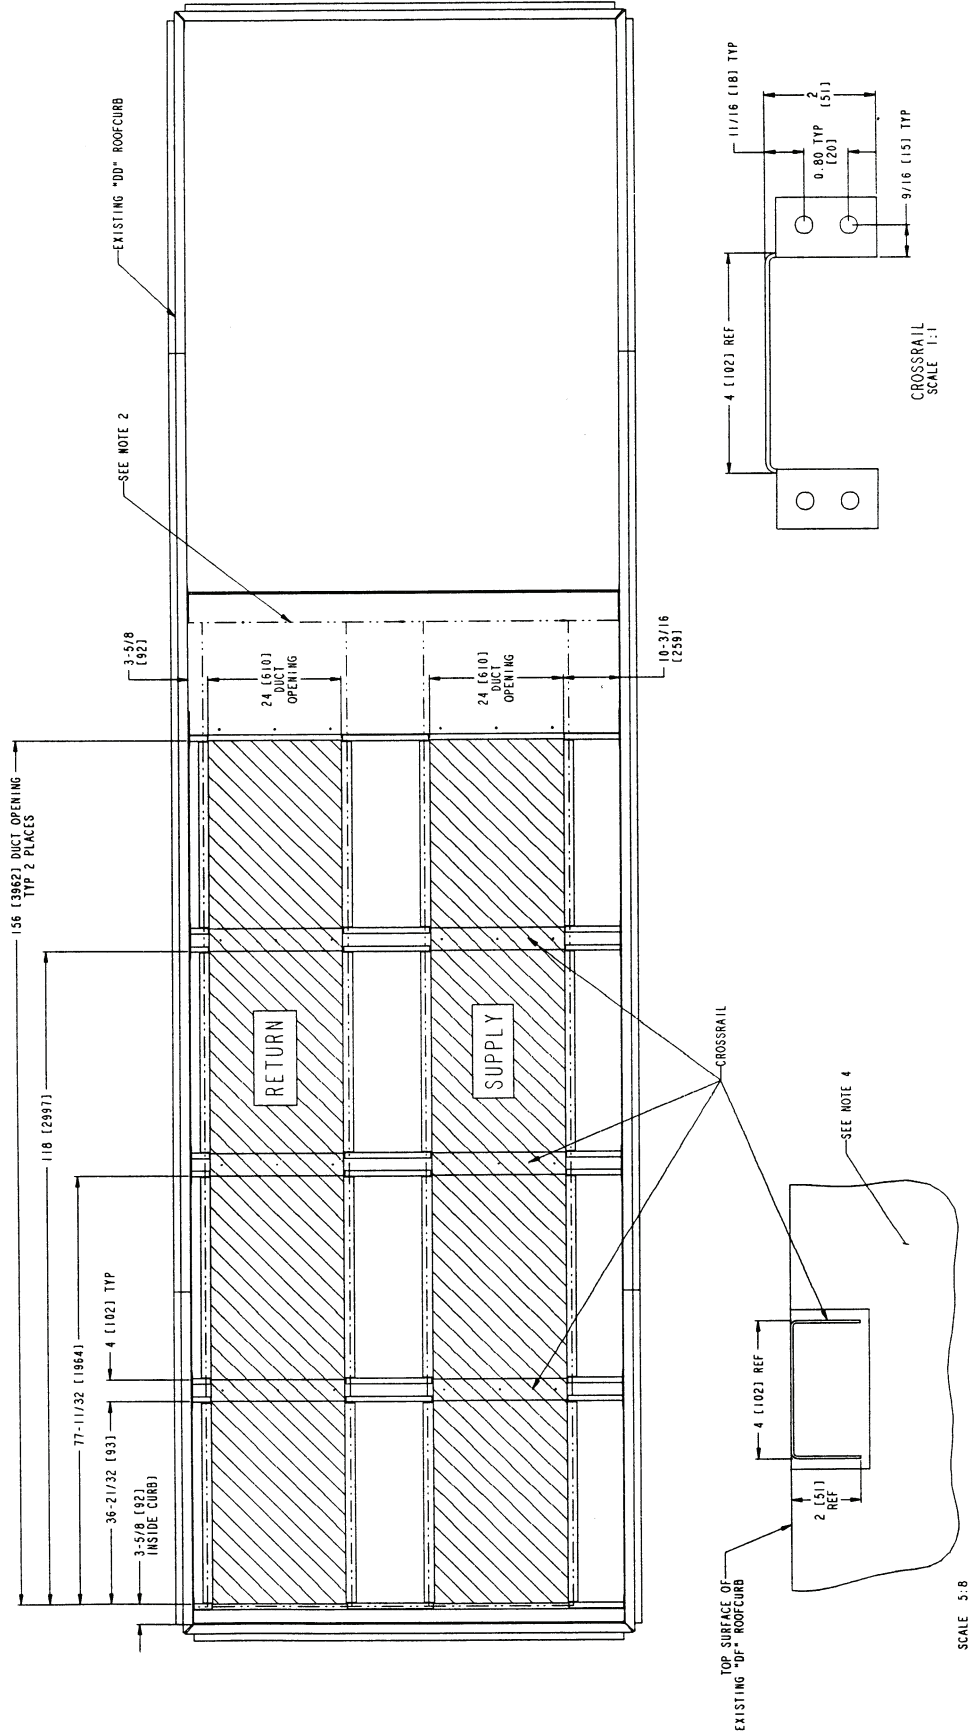 EXISTING "DD" ROOFCURB
SEE NOTE 2
156 [3962] DUCT OPENING
TYP 2 PLACES
118 [2997]
77-11/32 [1964]
36-21/32 [93]
4 [102] TYP
3-5/8 [92]
INSIDE CURB]
3-5/8
[92]
24 [610]
DUCT
OPENING
24 [610]
DUCT
OPENING
10-3/16
[259]
RETURN
SUPPLY
CROSSRAIL
11/16 [18] TYP
2
[51]
0.80 TYP
[20]
9/16 [15] TYP
4 [102] REF
CROSSRAIL
SCALE 1:1
TOP SURFACE OF
EXISTING "DF" ROOFCURB
2 [51]
REF
4 [102] REF
SEE NOTE 4
SCALE 5:8